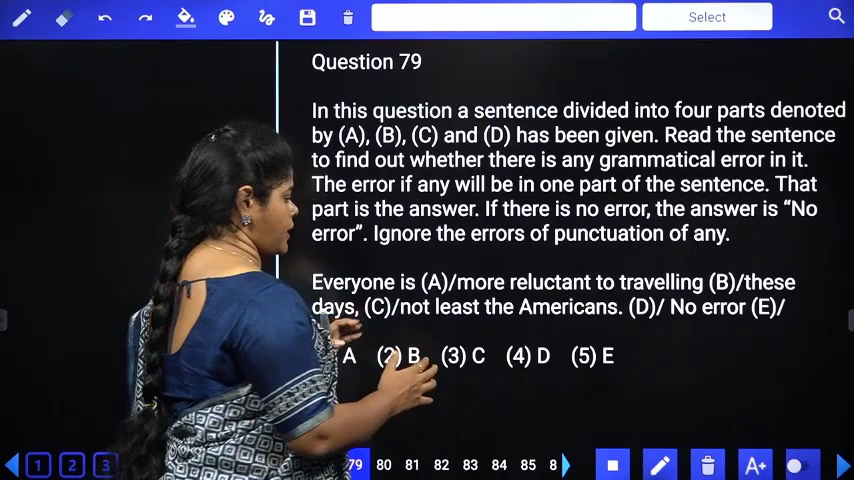 Select
Question 79
In this question a sentence divided into four parts denoted
by (A), (B), (C) and (D) has been given. Read the sentence
to find out whether there is any grammatical error in it.
The error if any will be in one part of the sentence. That
part is the answer. If there is no error, the answer is “No
error”. Ignore the errors of punctuation of any.
Everyone is (A)/more reluctant to travelling (B)/these
days, (C)/not least the Americans. (D)/ No error (E)/
A (2) B (3) C (4) D (5) E
1 2 3 79 80 81 82 83 84 85 8
A+